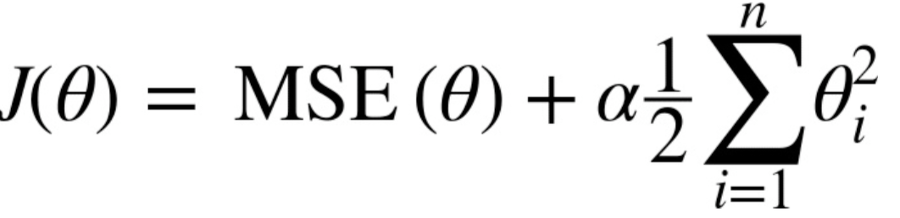 J(θ) = MSE (θ) + α 1/2 ∑_{i=1}^{n} θ_i^2